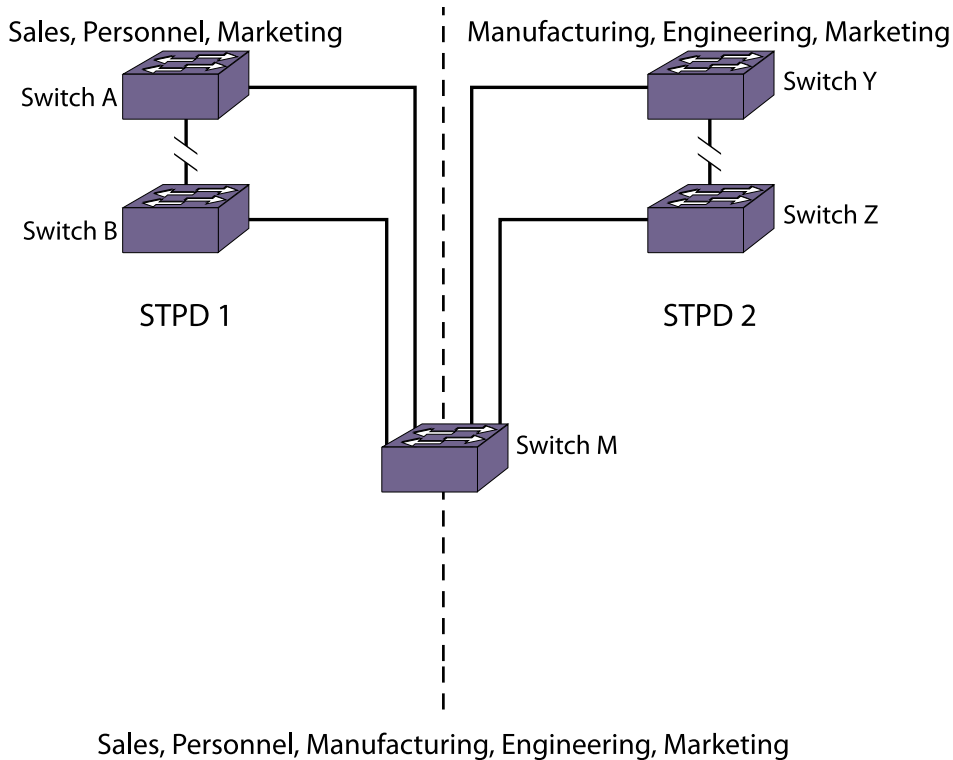 Sales, Personnel, Marketing
Manufacturing, Engineering, Marketing
Switch A
Switch Y
Switch B
Switch Z
STPD 1
STPD 2
Switch M
Sales, Personnel, Manufacturing, Engineering, Marketing